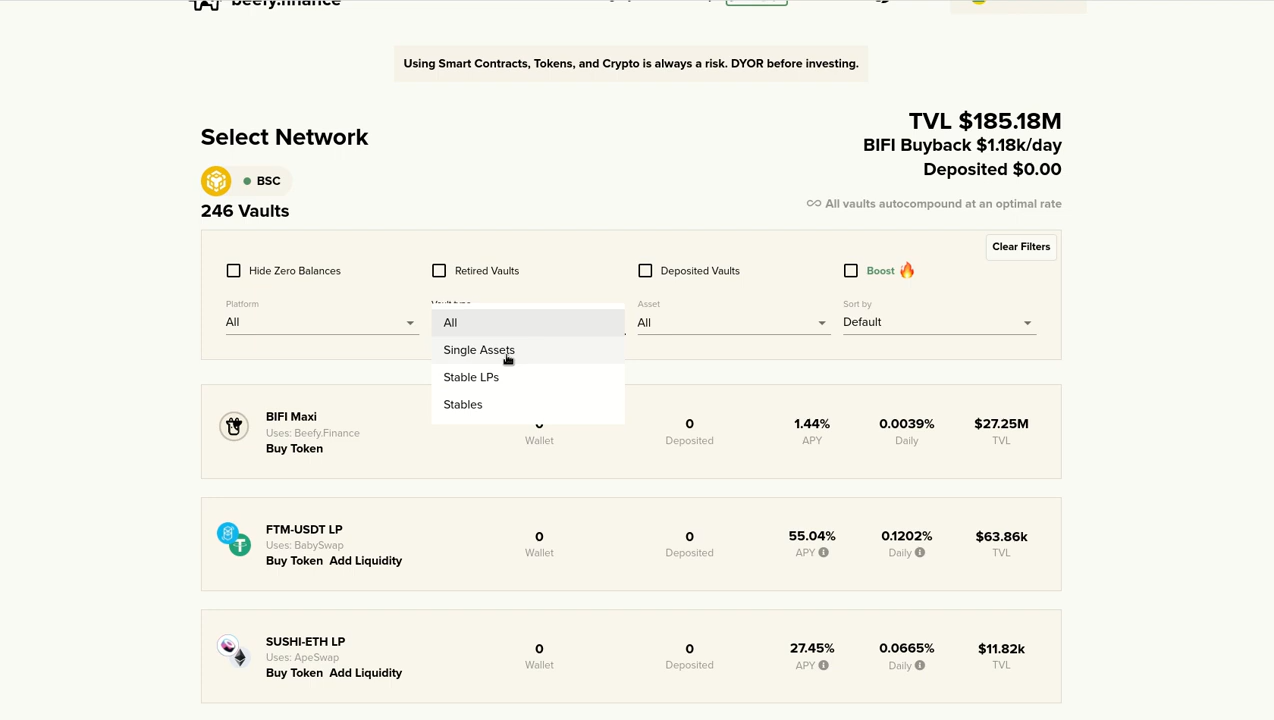 beefy.finance
Using Smart Contracts, Tokens, and Crypto is always a risk. DYOR before investing.
Select Network
TVL $185.18M
BIFI Buyback $1.18k/day
Deposited $0.00
BSC
246 Vaults
All vaults autocompound at an optimal rate
Clear Filters
Hide Zero Balances
Retired Vaults
Deposited Vaults
Boost
Platform
Vault type
Asset
Sort by
All
All
All
Default
Single Assets
Stable LPs
Stables
BIFI Maxi
Uses: Beefy.Finance
Buy Token
0
Wallet
0
Deposited
1.44%
APY
0.0039%
Daily
$27.25M
TVL
FTM-USDT LP
Uses: BabySwap
Buy Token Add Liquidity
0
Wallet
0
Deposited
55.04%
APY
0.1202%
Daily
$63.86k
TVL
SUSHI-ETH LP
Uses: ApeSwap
Buy Token Add Liquidity
0
Wallet
0
Deposited
27.45%
APY
0.0665%
Daily
$11.82k
TVL